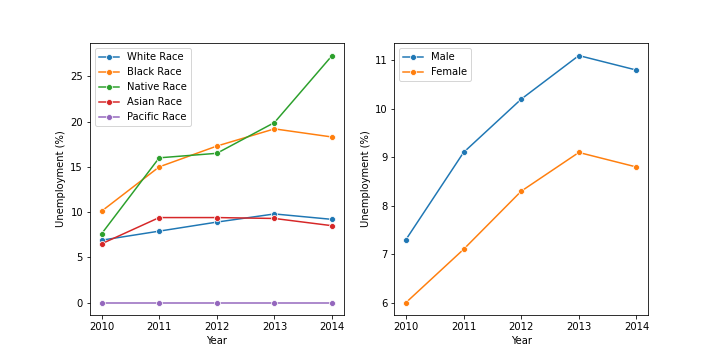 White Race
Black Race
Native Race
Asian Race
Pacific Race
Unemployment (%)
25
20
15
10
5
0
2010 2011 2012 2013 2014
Year
Male
Female
Unemployment (%)
11
10
9
8
7
6
2010 2011 2012 2013 2014
Year